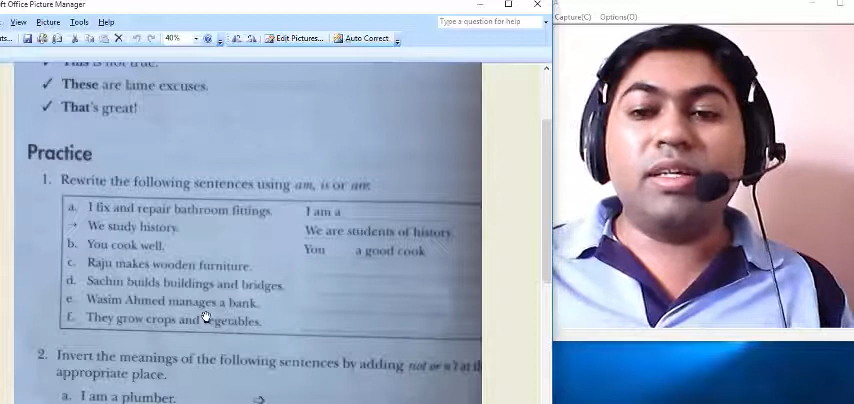 ft Office Picture Manager
View Picture Tools Help
Type a question for help
40%
Edit Pictures...
Auto Correct
Capture(C) Options(O)
✓ This is not true.
✓ These are lame excuses.
✓ That's great!
Practice
1. Rewrite the following sentences using am, is or are.
a. I fix and repair bathroom fittings. I am a
→ We study history. We are students of history.
b. You cook well. You a good cook
c. Raju makes wooden furniture.
d. Sachin builds buildings and bridges.
e. Wasim Ahmed manages a bank.
f. They grow crops and vegetables.
2. Invert the meanings of the following sentences by adding not or n't at
appropriate place.
a. I am a plumber. ⇒